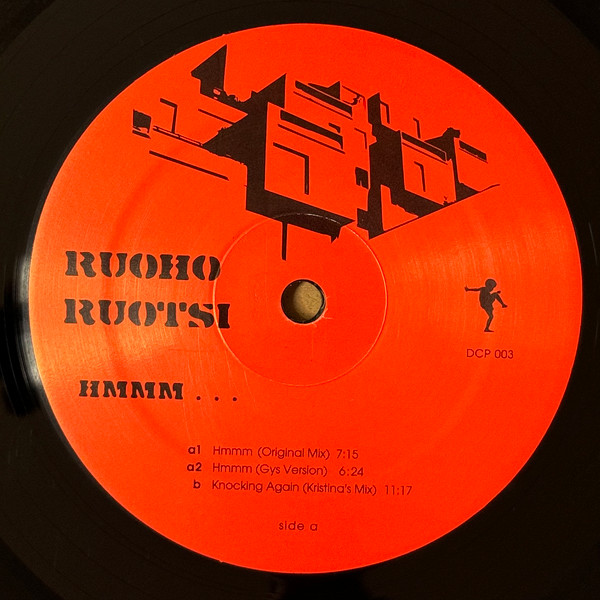 RUOHO
RUOTSI
DCP 003
HMMM . . .
a1 Hmmm (Original Mix) 7:15
a2 Hmmm (Gys Version) 6:24
b Knocking Again (Kristina's Mix) 11:17
side a